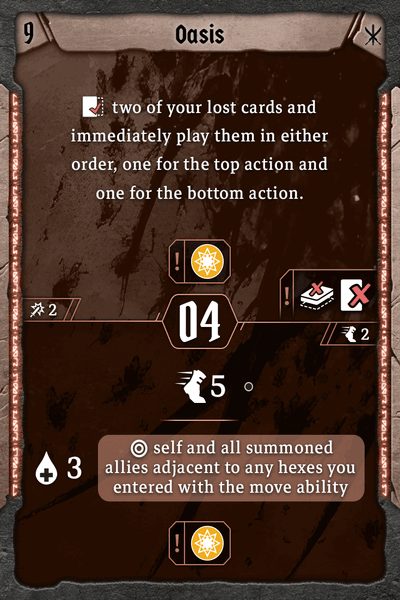 9 Oasis
two of your lost cards and
immediately play them in either
order, one for the top action and
one for the bottom action.
!
!
2
04
2
5
3
self and all summoned
allies adjacent to any hexes you
entered with the move ability
!